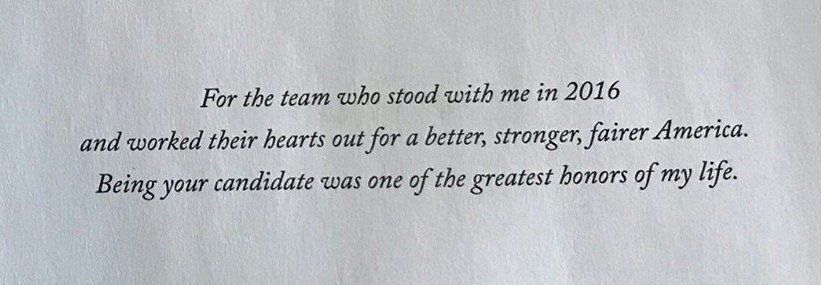 For the team who stood with me in 2016
and worked their hearts out for a better, stronger, fairer America.
Being your candidate was one of the greatest honors of my life.